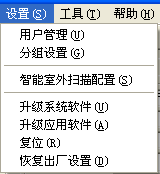 设置(S) 工具(T) 帮助(H)
用户管理(U)
分组设置(G)
智能室外扫描配置(S)
升级系统软件(U)
升级应用软件(A)
复位(R)
恢复出厂设置(D)